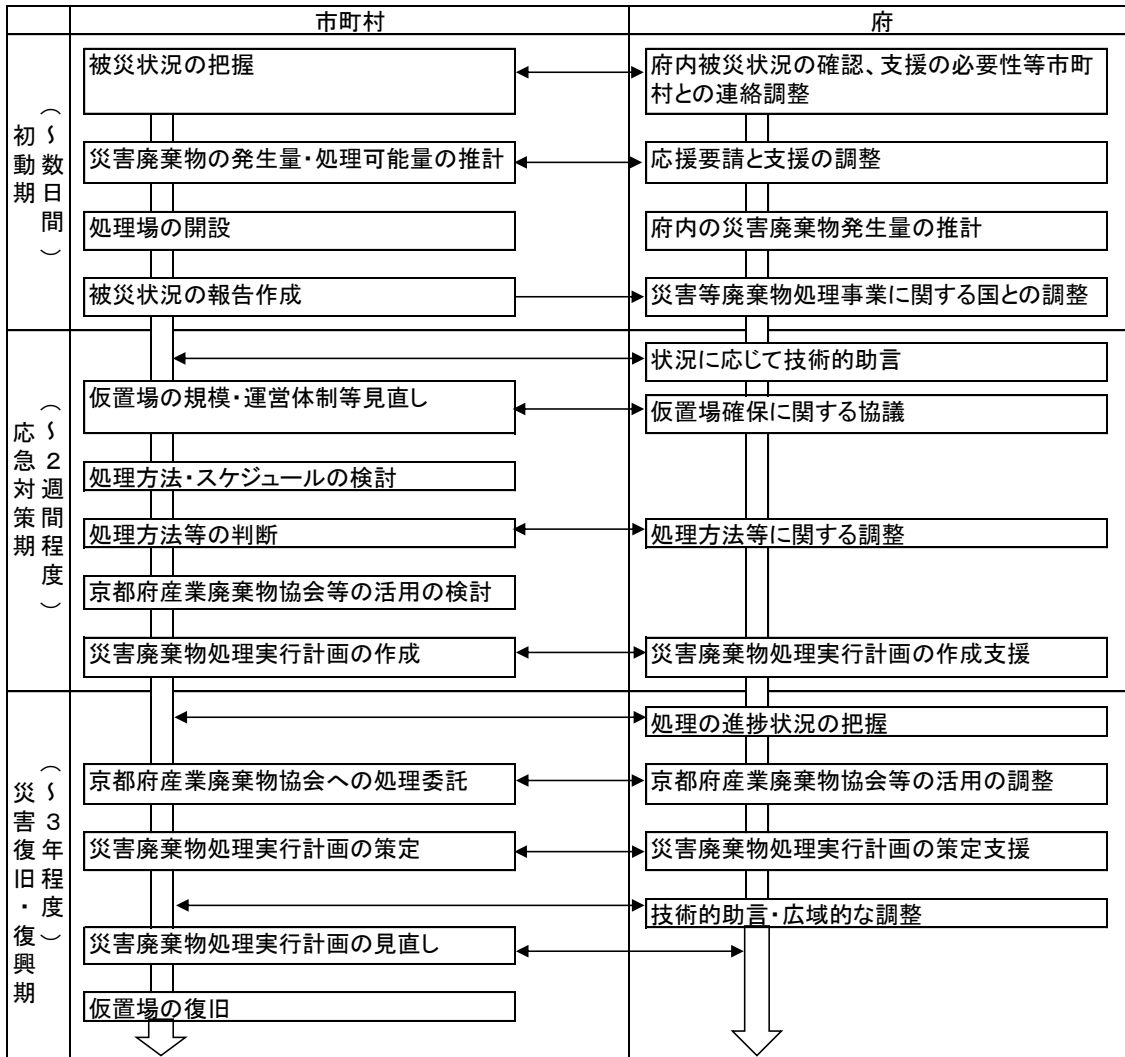 市町村
府
初動期
（～数日間）
被災状況の把握
府内被災状況の確認、支援の必要性等市町
村との連絡調整
災害廃棄物の発生量・処理可能量の推計
応援要請と支援の調整
処理場の開設
府内の災害廃棄物発生量の推計
被災状況の報告作成
災害等廃棄物処理事業に関する国との調整
応急対策期
（～２週間程度）
状況に応じて技術的助言
仮置場の規模・運営体制等見直し
仮置場確保に関する協議
処理方法・スケジュールの検討
処理方法等の判断
処理方法等に関する調整
京都府産業廃棄物協会等の活用の検討
災害廃棄物処理実行計画の作成
災害廃棄物処理実行計画の作成支援
災害復旧・復興期
（～３年程度）
処理の進捗状況の把握
京都府産業廃棄物協会への処理委託
京都府産業廃棄物協会等の活用の調整
災害廃棄物処理実行計画の策定
災害廃棄物処理実行計画の策定支援
技術的助言・広域的な調整
災害廃棄物処理実行計画の見直し
仮置場の復旧